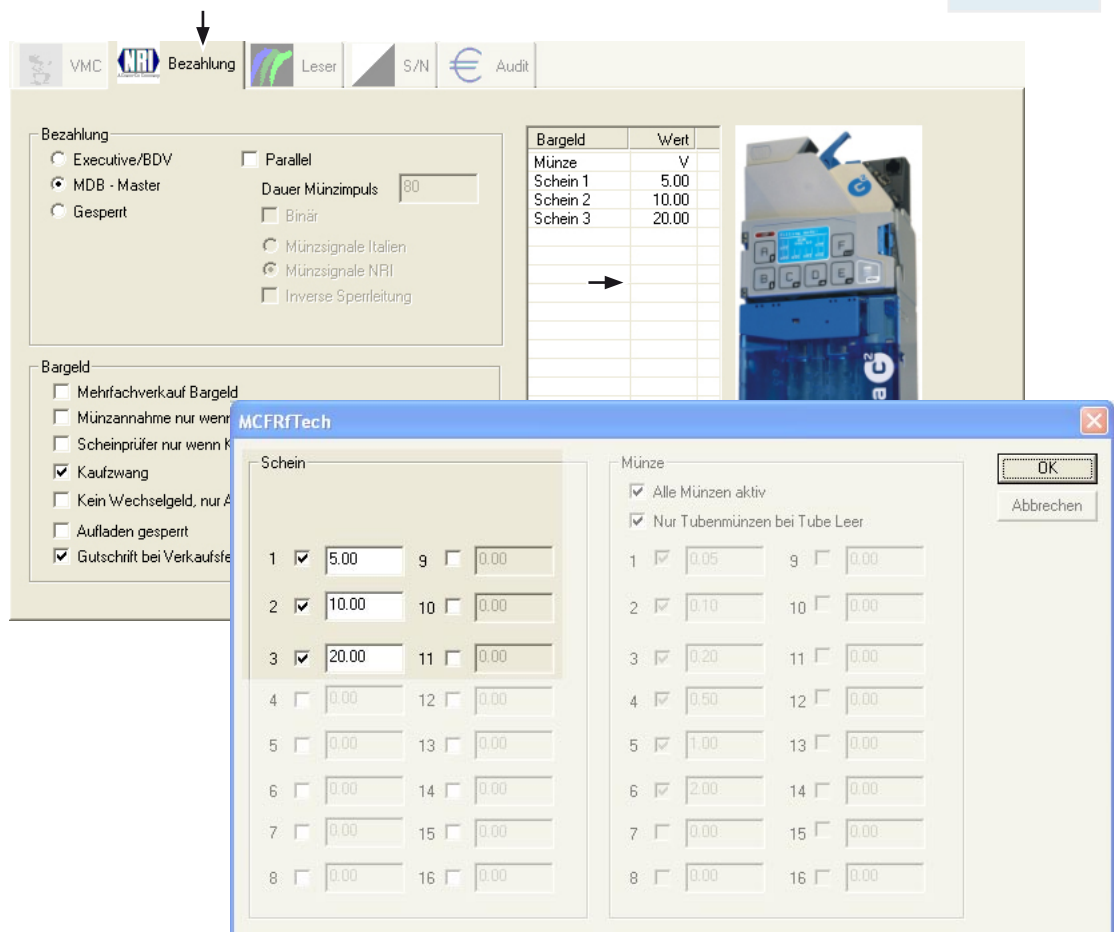 VMC NRI Bezahlung Leser S/N € Audit
Bezahlung
Executive/BDV
MDB - Master
Gesperrt
Parallel
Dauer Münzimpuls 80
Binär
Münzsignale Italien
Münzsignale NRI
Inverse Sperrleitung
Bargeld Wert
Münze V
Schein 1 5.00
Schein 2 10.00
Schein 3 20.00
A F
B C D E
G²
Bargeld
Mehrfachverkauf Bargeld
Münzannahme nur wenn
Scheinprüfer nur wenn K
Kaufzwang
Kein Wechselgeld, nur A
Aufladen gesperrt
Gutschrift bei Verkaufsfe
MCFRfTech
Schein
1 5.00 9 0.00
2 10.00 10 0.00
3 20.00 11 0.00
4 0.00 12 0.00
5 0.00 13 0.00
6 0.00 14 0.00
7 0.00 15 0.00
8 0.00 16 0.00
Münze
Alle Münzen aktiv
Nur Tubenmünzen bei Tube Leer
1 0.05 9 0.00
2 0.10 10 0.00
3 0.20 11 0.00
4 0.50 12 0.00
5 1.00 13 0.00
6 2.00 14 0.00
7 0.00 15 0.00
8 0.00 16 0.00
OK
Abbrechen